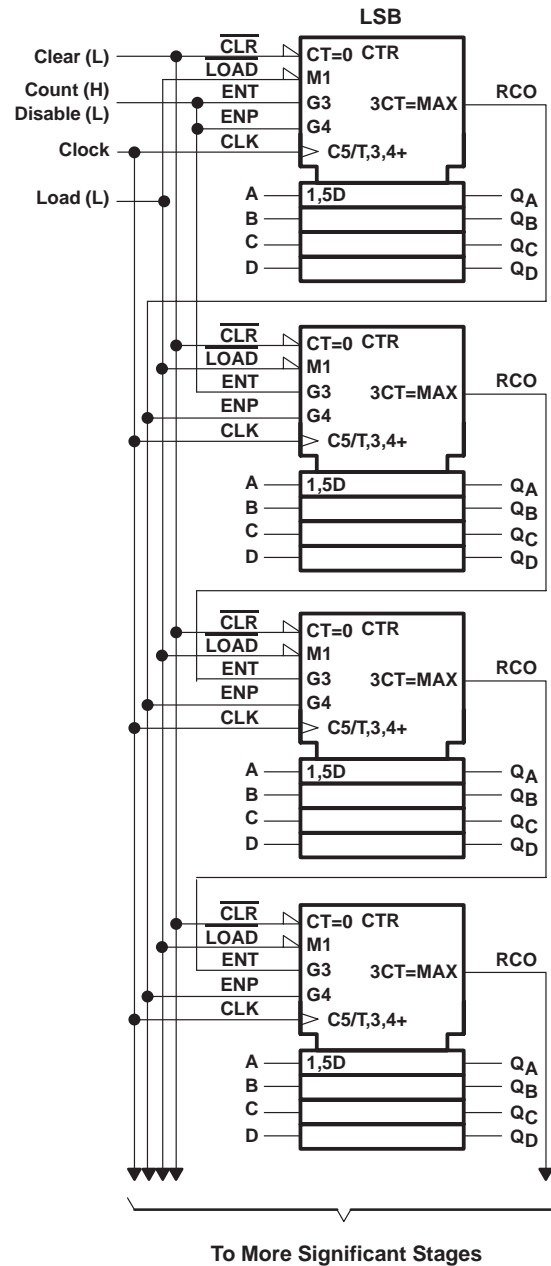 LSB
Clear (L)
CLR
CT=0 CTR
LOAD
M1
Count (H)
Disable (L)
ENT
G3
3CT=MAX
RCO
ENP
G4
Clock
CLK
C5/T,3,4+
Load (L)
A
1,5D
QA
B
QB
C
QC
D
QD
CLR
CT=0 CTR
LOAD
M1
ENT
G3
3CT=MAX
RCO
ENP
G4
CLK
C5/T,3,4+
A
1,5D
QA
B
QB
C
QC
D
QD
CLR
CT=0 CTR
LOAD
M1
ENT
G3
3CT=MAX
RCO
ENP
G4
CLK
C5/T,3,4+
A
1,5D
QA
B
QB
C
QC
D
QD
CLR
CT=0 CTR
LOAD
M1
ENT
G3
3CT=MAX
RCO
ENP
G4
CLK
C5/T,3,4+
A
1,5D
QA
B
QB
C
QC
D
QD
To More Significant Stages